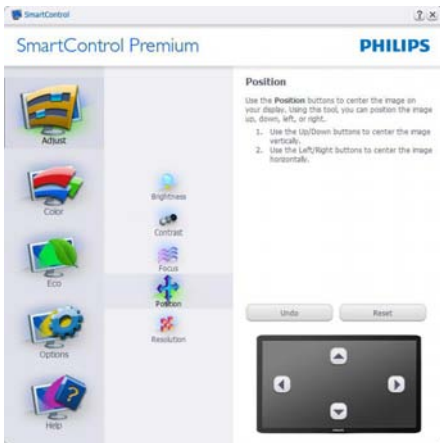 SmartControl
SmartControl Premium
PHILIPS
Adjust
Color
Eco
Options
Help
Brightness
Contrast
Focus
Position
Resolution
Position
Use the Position buttons to center the image on
your display. Using the tool, you can position the image
up, down, left, or right.
1. Use the Up/Down buttons to center the image
vertically.
2. Use the Left/Right buttons to center the image
horizontally.
Undo
Reset